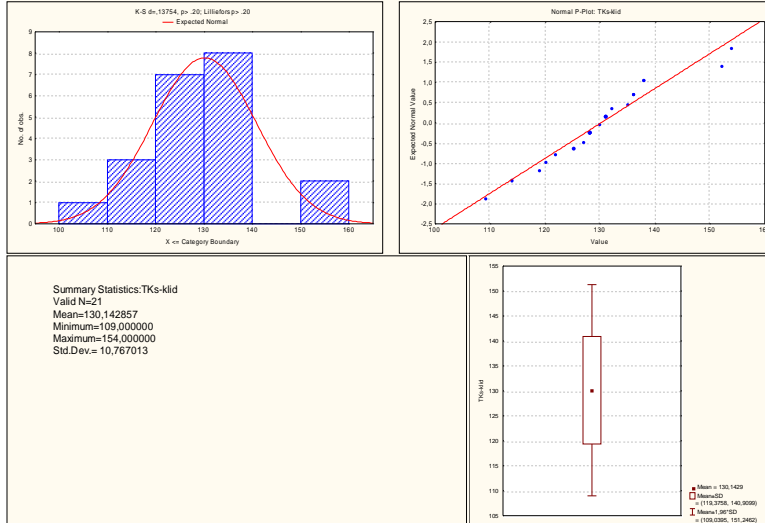 K-S d=,13754, p> .20; Lilliefors p> .20
Expected Normal
9
8
7
6
5
4
3
2
1
0
No. of obs.
100 110 120 130 140 150 160
X <= Category Boundary
Normal P-Plot: TKs-klid
2,5
2,0
1,5
1,0
0,5
0,0
-0,5
-1,0
-1,5
-2,0
-2,5
Expected Normal Value
100 110 120 130 140 150 160
Value
Summary Statistics:TKs-klid
Valid N=21
Mean=130,142857
Minimum=109,000000
Maximum=154,000000
Std.Dev.= 10,767013
155
150
145
140
135
130
125
120
115
110
105
TKs-klid
Mean = 130,1429
Mean±SD
= (119,3758, 140,9099)
Mean±1,96*SD
= (109,0395, 151,2462)